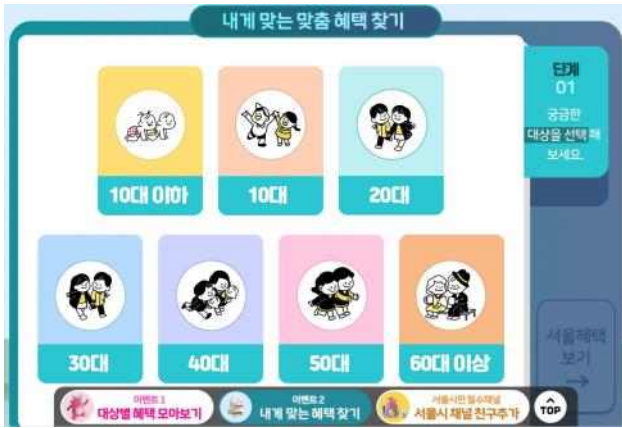 내게 맞는 맞춤 혜택 찾기
단계
01
궁금한
대상을 선택해
보세요.
10대 이하
10대
20대
30대
40대
50대
60대 이상
서울혜택
보기
이벤트 1
대상별 혜택 모아보기
이벤트 2
내게 맞는 혜택 찾기
서울시민 필수채널
서울시 채널 친구추가
TOP